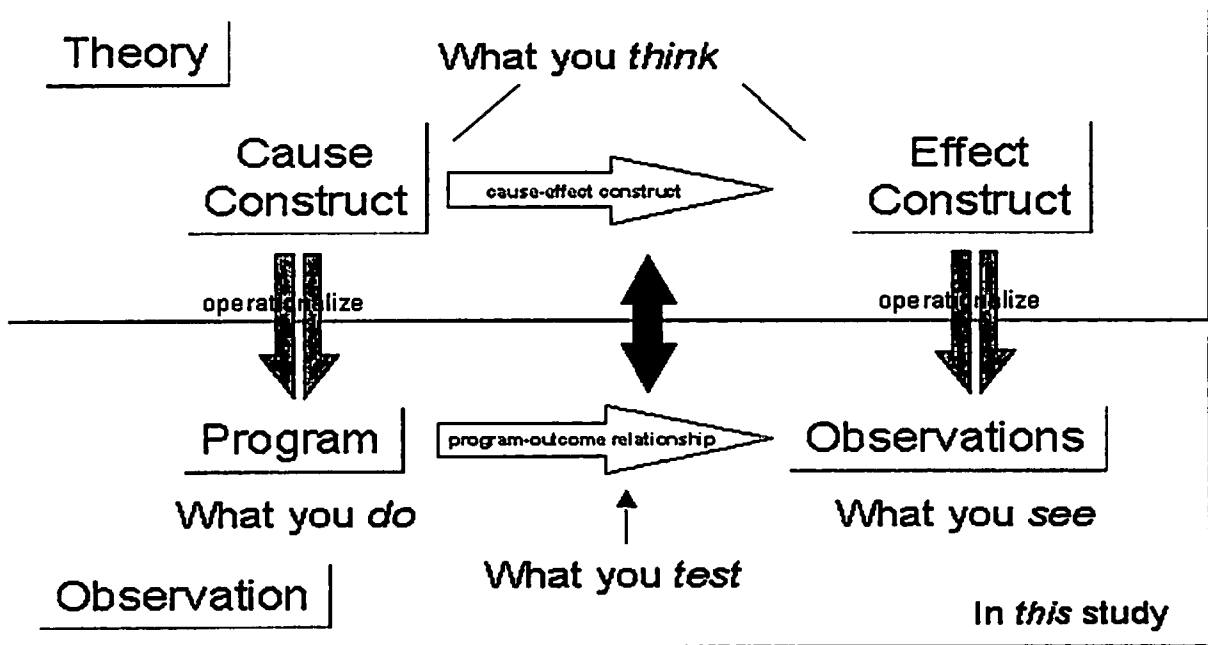 Theory
What you think
Cause
Construct
cause-effect construct
Effect
Construct
operationalize
operationalize
Program
program-outcome relationship
Observations
What you do
What you see
What you test
Observation
In this study